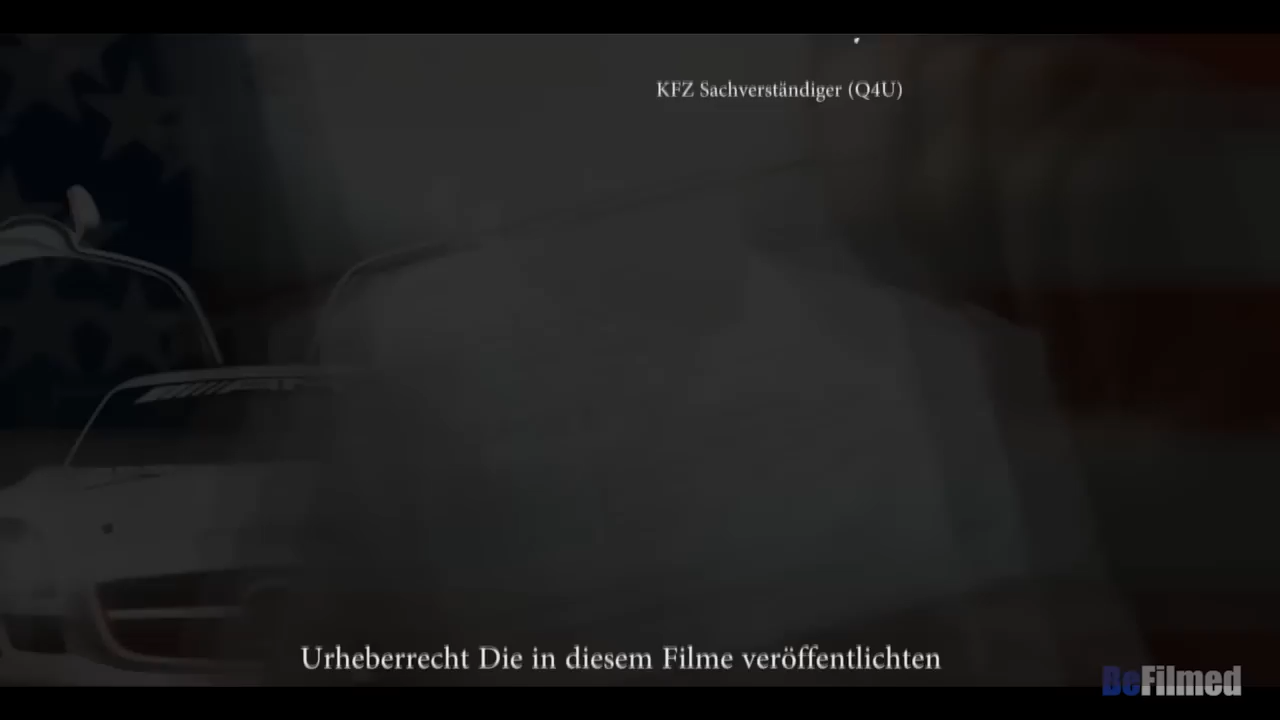 KFZ Sachverständiger (Q4U)
Urheberrecht Die in diesem Filme veröffentlichten
BeFilmed